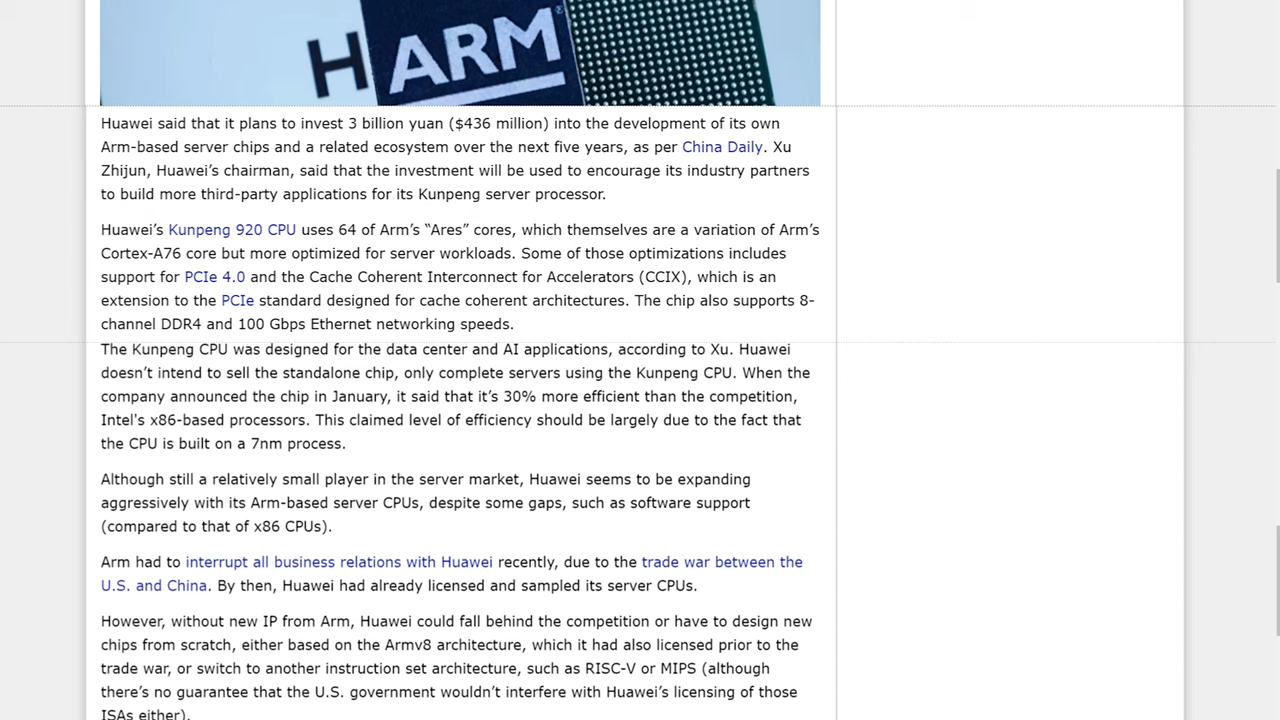 H ARM®
Huawei said that it plans to invest 3 billion yuan ($436 million) into the development of its own
Arm-based server chips and a related ecosystem over the next five years, as per China Daily. Xu
Zhijun, Huawei’s chairman, said that the investment will be used to encourage its industry partners
to build more third-party applications for its Kunpeng server processor.
Huawei’s Kunpeng 920 CPU uses 64 of Arm’s “Ares” cores, which themselves are a variation of Arm’s
Cortex-A76 core but more optimized for server workloads. Some of those optimizations includes
support for PCIe 4.0 and the Cache Coherent Interconnect for Accelerators (CCIX), which is an
extension to the PCIe standard designed for cache coherent architectures. The chip also supports 8-
channel DDR4 and 100 Gbps Ethernet networking speeds.
The Kunpeng CPU was designed for the data center and AI applications, according to Xu. Huawei
doesn’t intend to sell the standalone chip, only complete servers using the Kunpeng CPU. When the
company announced the chip in January, it said that it’s 30% more efficient than the competition,
Intel's x86-based processors. This claimed level of efficiency should be largely due to the fact that
the CPU is built on a 7nm process.
Although still a relatively small player in the server market, Huawei seems to be expanding
aggressively with its Arm-based server CPUs, despite some gaps, such as software support
(compared to that of x86 CPUs).
Arm had to interrupt all business relations with Huawei recently, due to the trade war between the
U.S. and China. By then, Huawei had already licensed and sampled its server CPUs.
However, without new IP from Arm, Huawei could fall behind the competition or have to design new
chips from scratch, either based on the Armv8 architecture, which it had also licensed prior to the
trade war, or switch to another instruction set architecture, such as RISC-V or MIPS (although
there’s no guarantee that the U.S. government wouldn’t interfere with Huawei’s licensing of those
ISAs either).